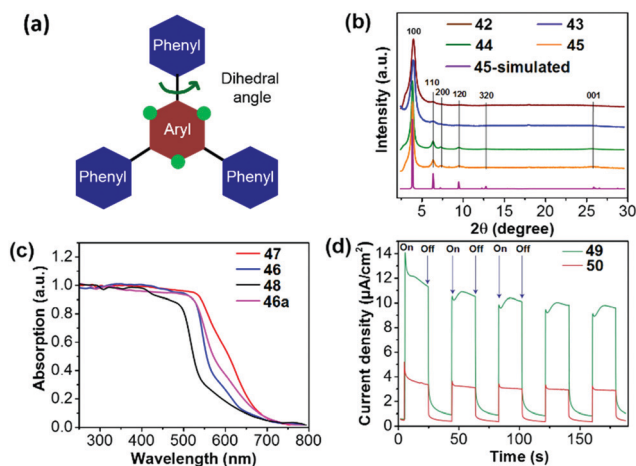 (a)
Phenyl
Dihedral
angle
Aryl
Phenyl
Phenyl
(b)
Intensity (a.u.)
100
42
43
44
45
45-simulated
110
200
120
320
001
5
10
15
20
25
30
2θ (degree)
(c)
Absorption (a.u.)
1.2
1.0
0.8
0.6
0.4
0.2
0.0
47
46
48
46a
300
400
500
600
700
800
Wavelength (nm)
(d)
Current density (µA/cm²)
14
12
10
8
6
4
2
0
On
Off
On
Off
On
Off
49
50
0
50
100
150
Time (s)